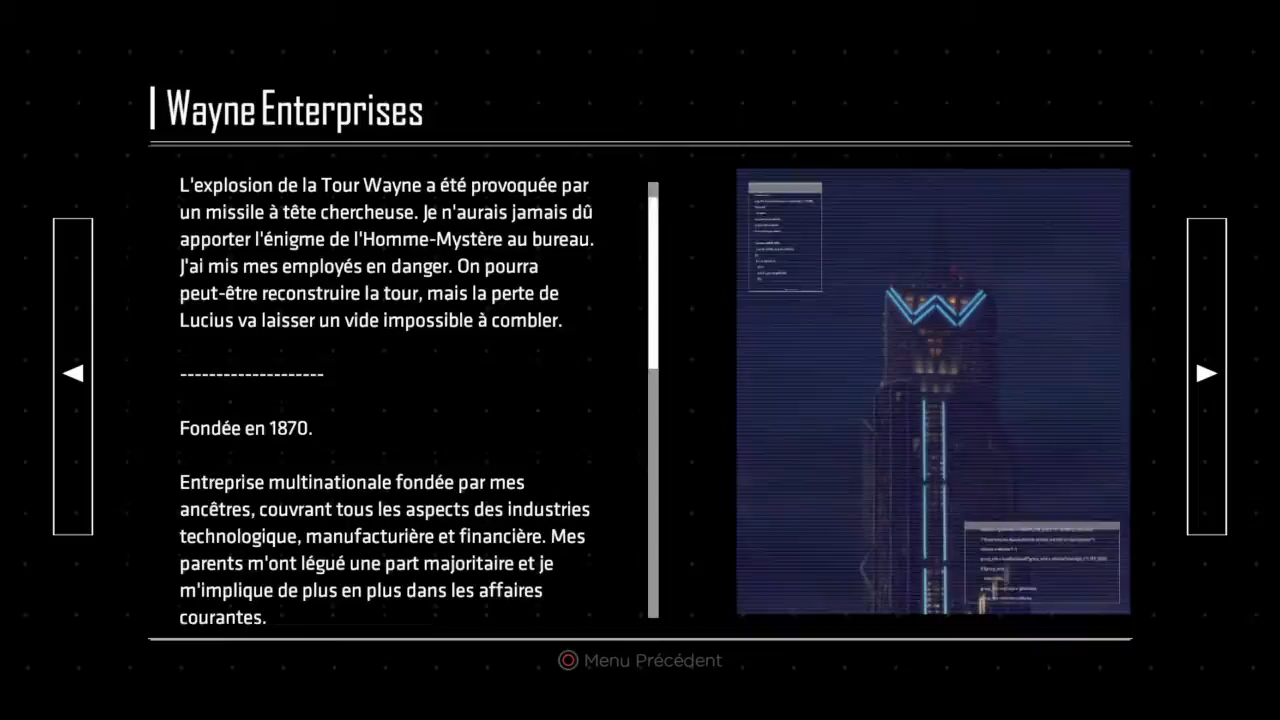 Wayne Enterprises
L'explosion de la Tour Wayne a été provoquée par
un missile à tête chercheuse. Je n'aurais jamais dû
apporter l'énigme de l'Homme-Mystère au bureau.
J'ai mis mes employés en danger. On pourra
peut-être reconstruire la tour, mais la perte de
Lucius va laisser un vide impossible à combler.
--------------------
Fondée en 1870.
Entreprise multinationale fondée par mes
ancêtres, couvrant tous les aspects des industries
technologique, manufacturière et financière. Mes
parents m'ont légué une part majoritaire et je
m'implique de plus en plus dans les affaires
courantes.
Menu Précédent